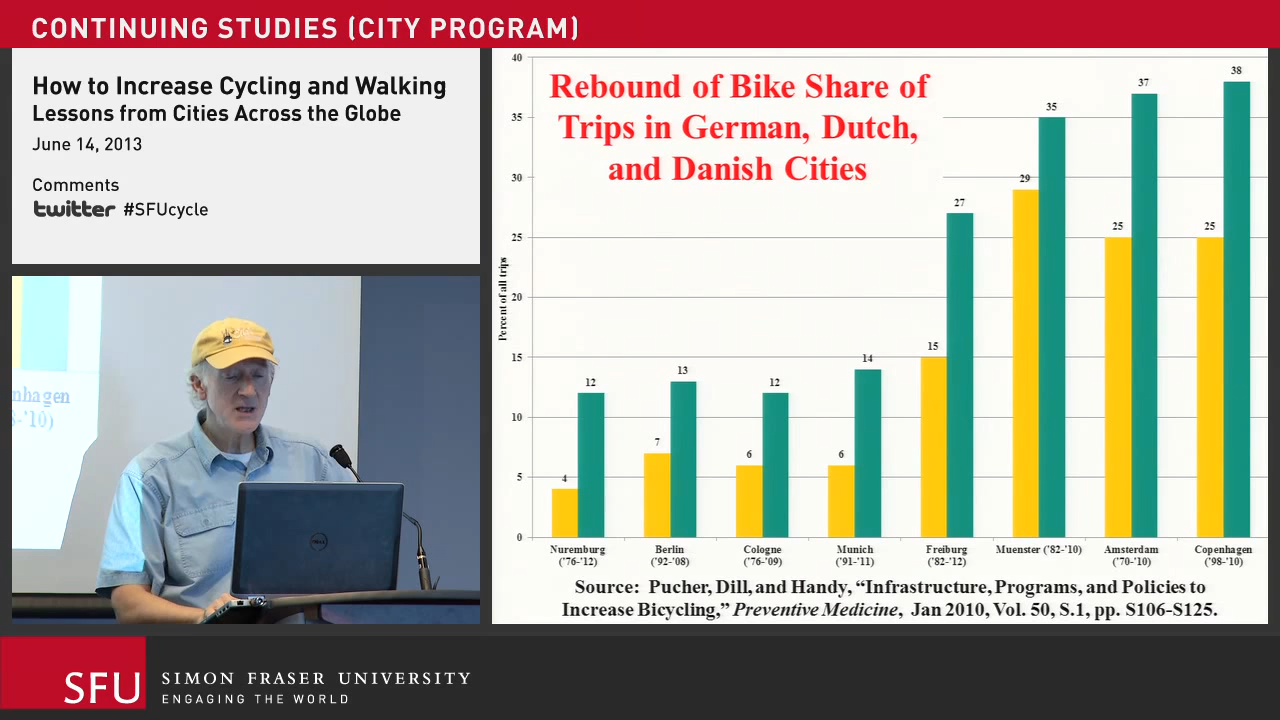 CONTINUING STUDIES (CITY PROGRAM)
How to Increase Cycling and Walking
Lessons from Cities Across the Globe
June 14, 2013
Comments
twitter #SFUcycle
nhagen
8-'10)
DELL
Rebound of Bike Share of
Trips in German, Dutch,
and Danish Cities
Percent of all trips
40
35
30
25
20
15
10
5
0
4
12
7
13
6
12
6
14
15
27
29
35
25
37
25
38
Nuremburg
('76-'12)
Berlin
('92-'08)
Cologne
('76-'09)
Munich
('91-'11)
Freiburg
('82-'12)
Muenster ('82-'10)
Amsterdam
('70-'10)
Copenhagen
('98-'10)
Source: Pucher, Dill, and Handy, “Infrastructure, Programs, and Policies to
Increase Bicycling,” Preventive Medicine, Jan 2010, Vol. 50, S.1, pp. S106-S125.
SFU
SIMON FRASER UNIVERSITY
ENGAGING THE WORLD